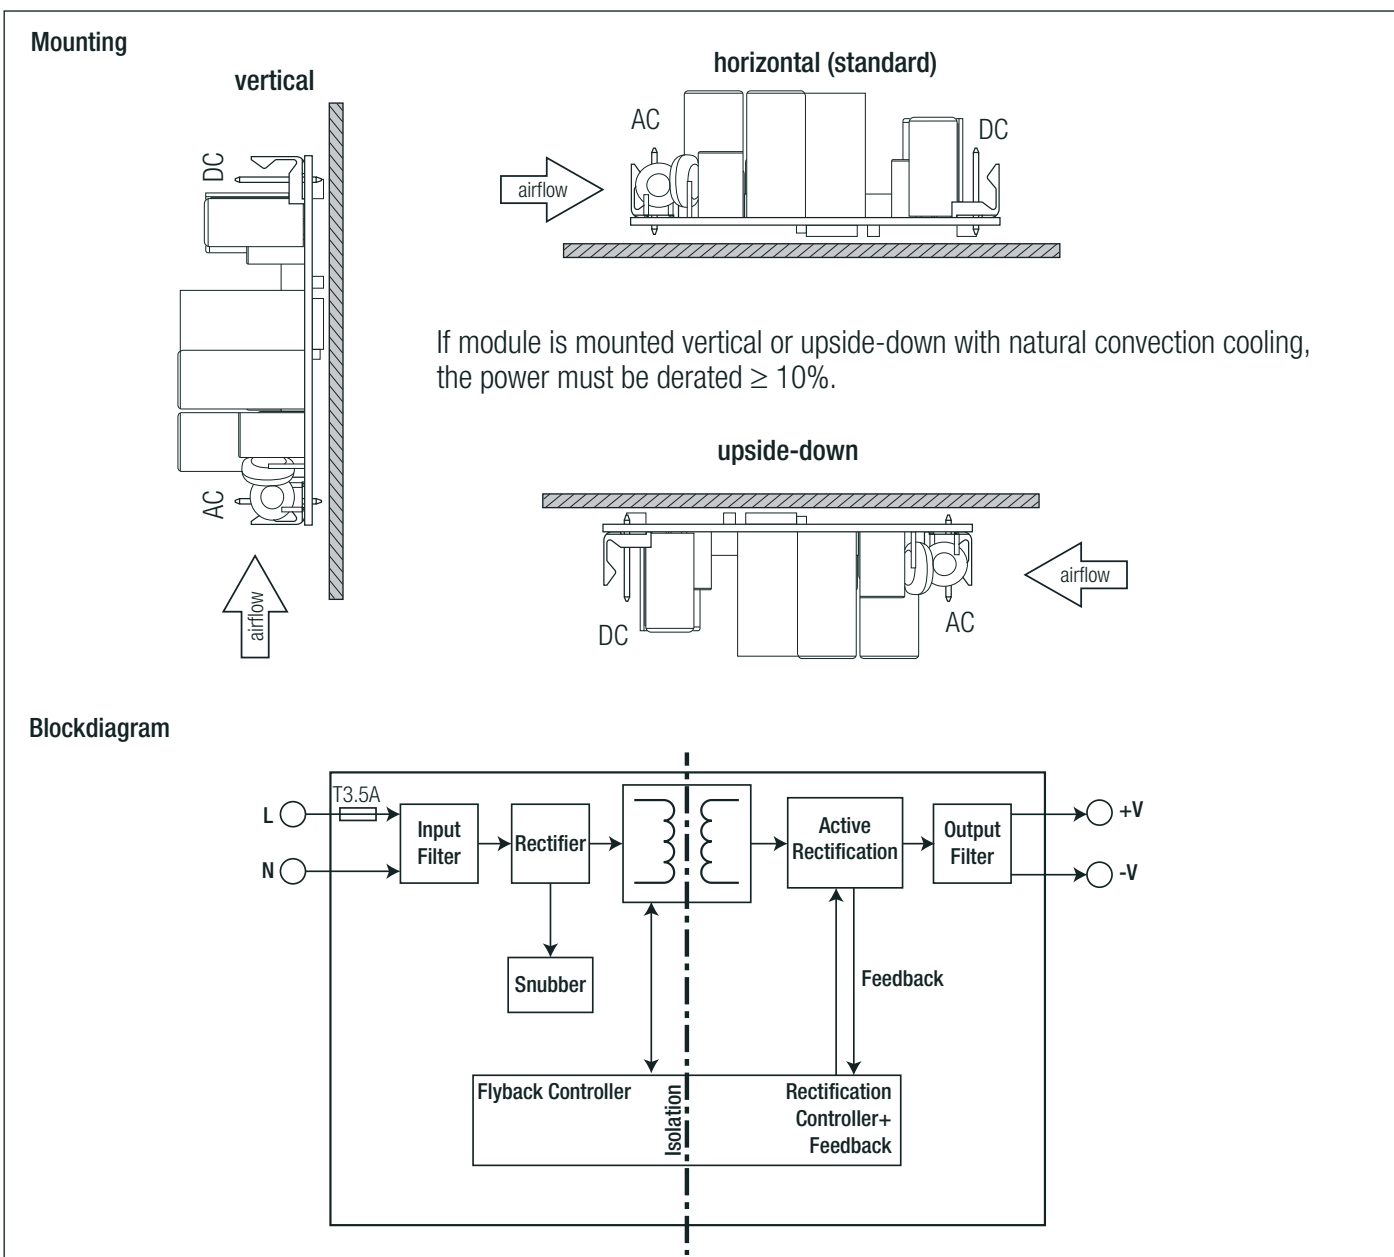 Mounting
vertical
horizontal (standard)
AC
DC
airflow
DC
AC
airflow
If module is mounted vertical or upside-down with natural convection cooling,
the power must be derated ≥ 10%.
upside-down
airflow
DC
AC
Blockdiagram
T3.5A
L
N
Input
Filter
Rectifier
Active
Rectification
Output
Filter
+V
-V
Snubber
Feedback
Flyback Controller
Isolation
Rectification
Controller+
Feedback